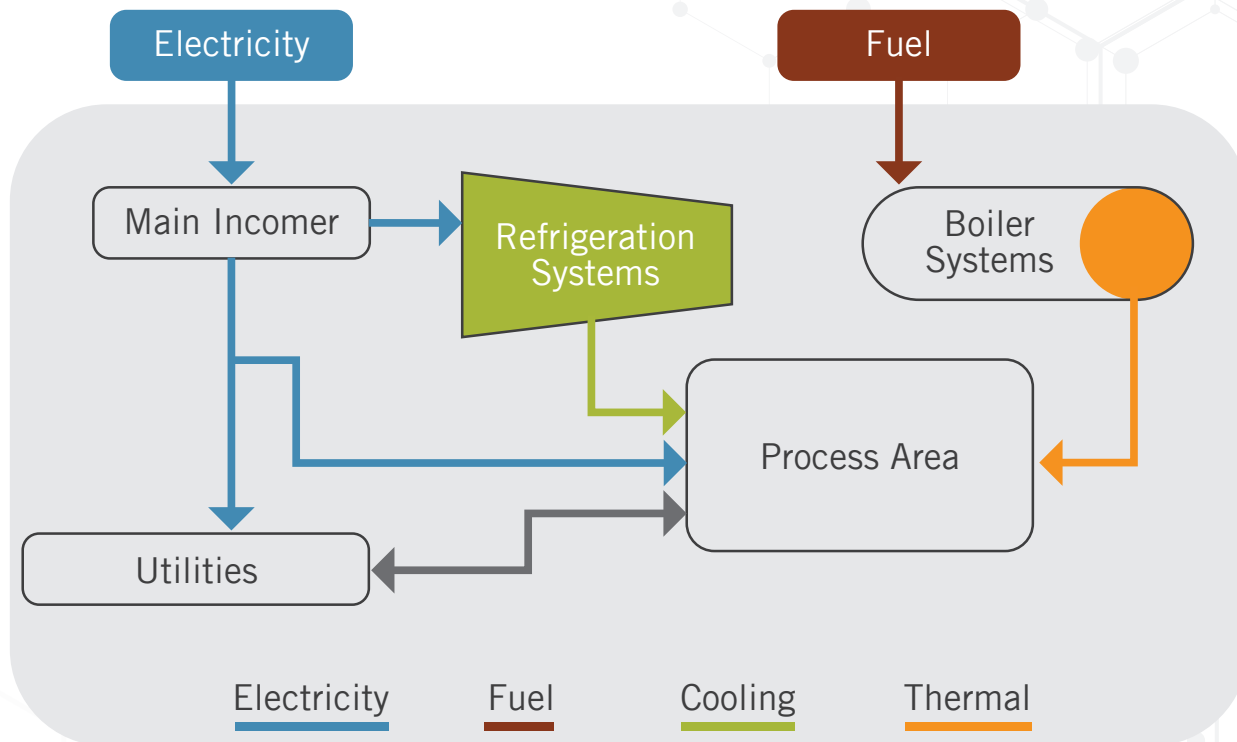 Electricity
Fuel
Main Incomer
Refrigeration
Systems
Boiler
Systems
Process Area
Utilities
Electricity
Fuel
Cooling
Thermal